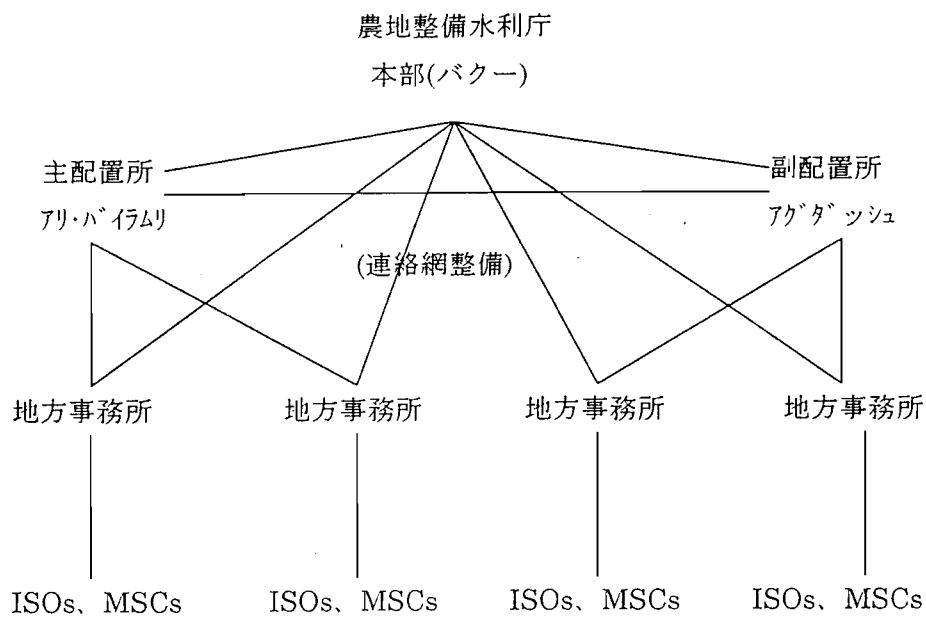 農地整備水利庁
本部(バクー)
主配置所
副配置所
ｱﾘ・ﾊﾞｲﾗﾑﾘ
ｱｸﾞﾀﾞｯｼｭ
(連絡網整備)
地方事務所 地方事務所 地方事務所 地方事務所
ISOs、MSCs ISOs、MSCs ISOs、MSCs ISOs、MSCs